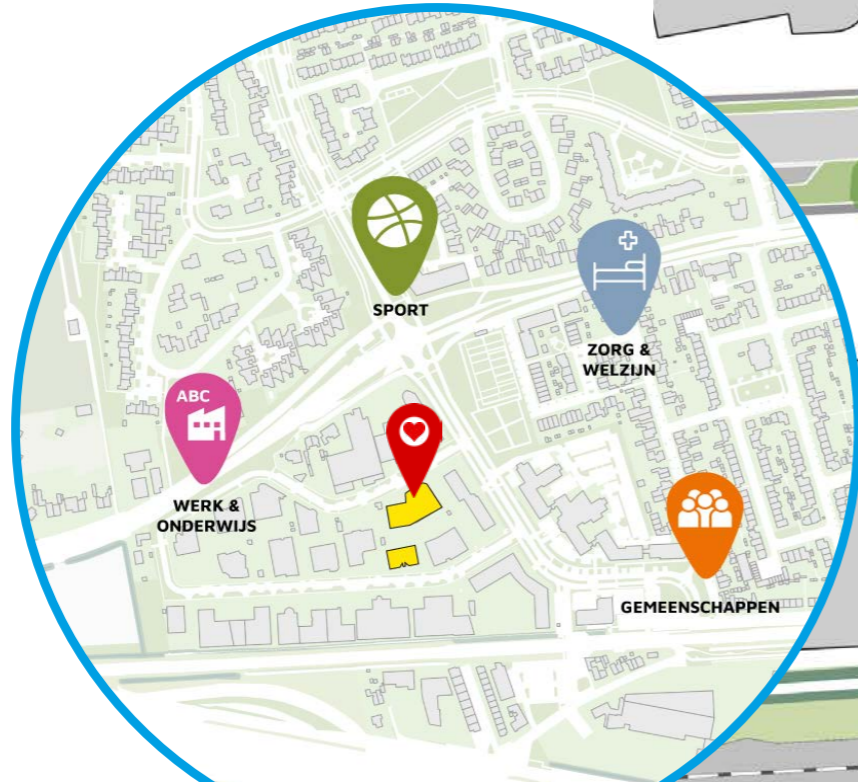 SPORT
ZORG &
WELZIJN
ABC
WERK &
ONDERWIJS
GEMEENSCHAPPEN